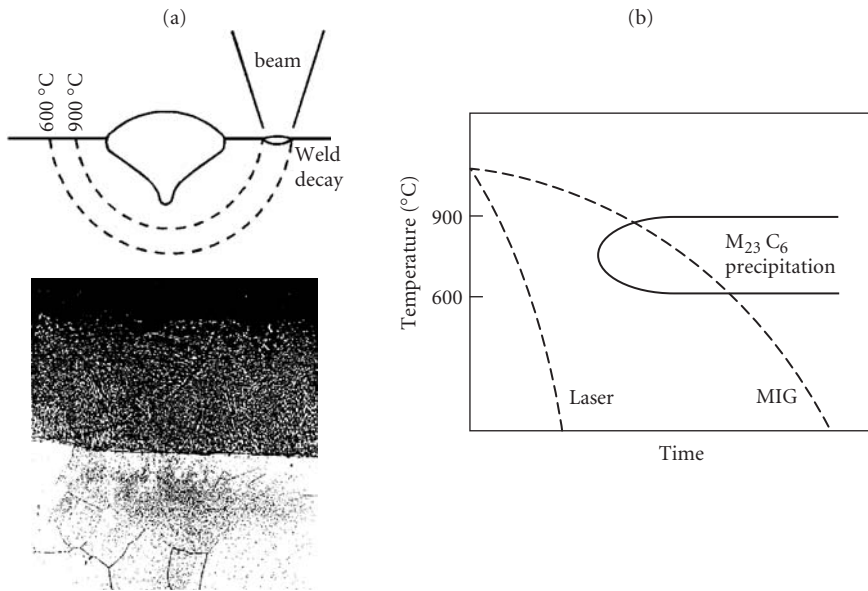 (a)
beam
600 °C
900 °C
Weld
decay
(b)
Temperature (°C)
900
600
M23 C6
precipitation
Laser
MIG
Time